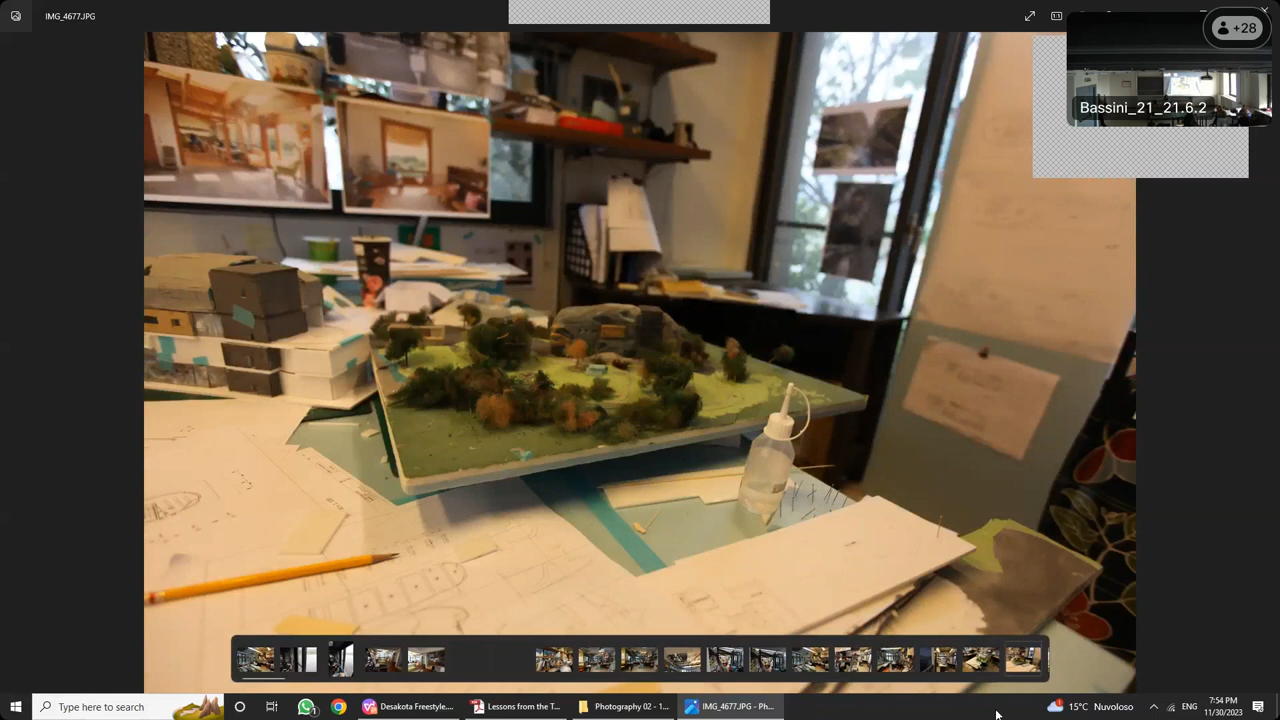 IMG_4677.JPG
+28
Bassini_21_21.6.2
Type here to search
1
Desakota Freestyle....
Lessons from the T...
Photography 02 - 1...
IMG_4677.JPG - Ph...
15°C Nuvoloso
ENG
7:54 PM
11/30/2023